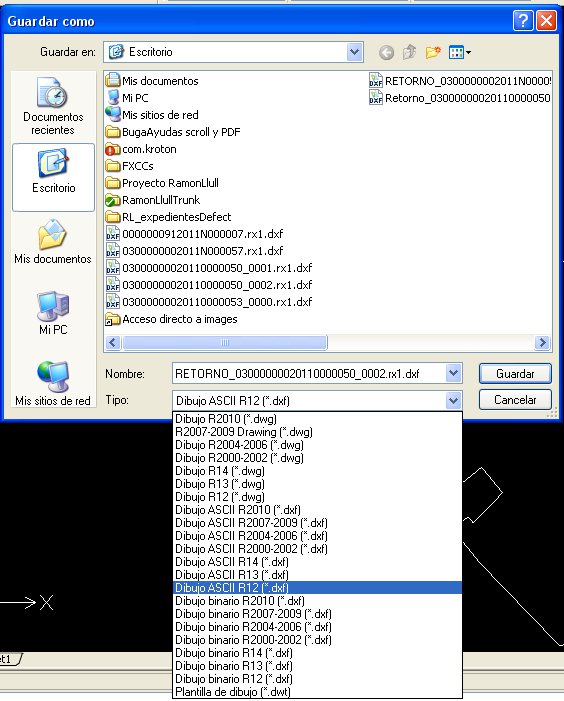 Guardar como
Guardar en: Escritorio
Documentos
recientes
Escritorio
Mis documentos
Mi PC
Mis sitios de red
Mis documentos
Mi PC
Mis sitios de red
BugaAyudas scroll y PDF
com.kroton
FXCCs
Proyecto RamonLlull
RamonLlullTrunk
RL_expedientesDefect
0000000912011N000007.rx1.dxf
0300000002011N000057.rx1.dxf
03000000020110000050_0001.rx1.dxf
03000000020110000050_0002.rx1.dxf
03000000020110000053_0000.rx1.dxf
Acceso directo a images
RETORNO_0300000002011N00005
Retorno_03000000020110000050
Nombre: RETORNO_03000000020110000050_0002.rx1.dxf Guardar
Tipo: Dibujo ASCII R12 (*.dxf) Cancelar
Dibujo R2010 (*.dwg)
R2007-2009 Drawing (*.dwg)
Dibujo R2004-2006 (*.dwg)
Dibujo R2000-2002 (*.dwg)
Dibujo R14 (*.dwg)
Dibujo R13 (*.dwg)
Dibujo R12 (*.dwg)
Dibujo ASCII R2010 (*.dxf)
Dibujo ASCII R2007-2009 (*.dxf)
Dibujo ASCII R2004-2006 (*.dxf)
Dibujo ASCII R2000-2002 (*.dxf)
Dibujo ASCII R14 (*.dxf)
Dibujo ASCII R13 (*.dxf)
Dibujo ASCII R12 (*.dxf)
Dibujo binario R2010 (*.dxf)
Dibujo binario R2007-2009 (*.dxf)
Dibujo binario R2004-2006 (*.dxf)
Dibujo binario R2000-2002 (*.dxf)
Dibujo binario R14 (*.dxf)
Dibujo binario R13 (*.dxf)
Dibujo binario R12 (*.dxf)
Plantilla de dibujo (*.dwt)
X
et1